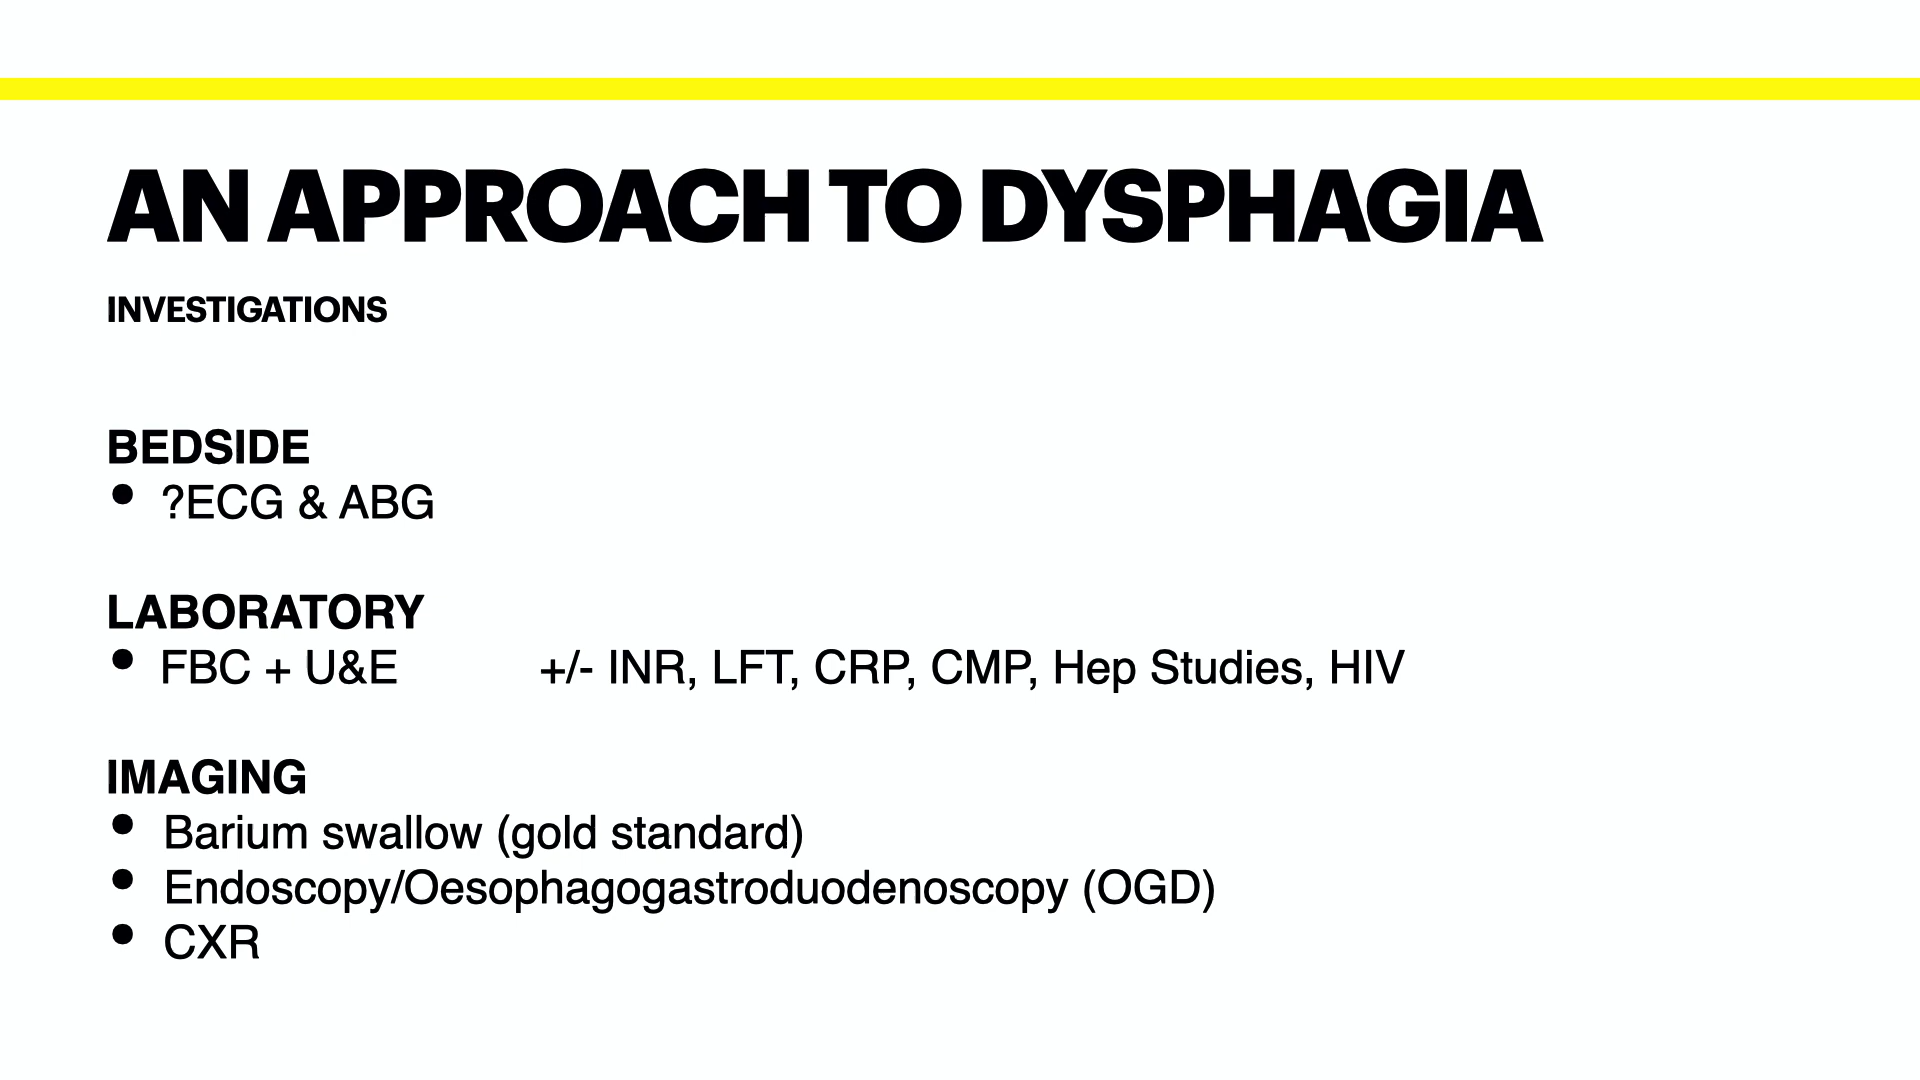 AN APPROACH TO DYSPHAGIA
INVESTIGATIONS
BEDSIDE
• ?ECG & ABG
LABORATORY
• FBC + U&E +/- INR, LFT, CRP, CMP, Hep Studies, HIV
IMAGING
• Barium swallow (gold standard)
• Endoscopy/Oesophagogastroduodenoscopy (OGD)
• CXR